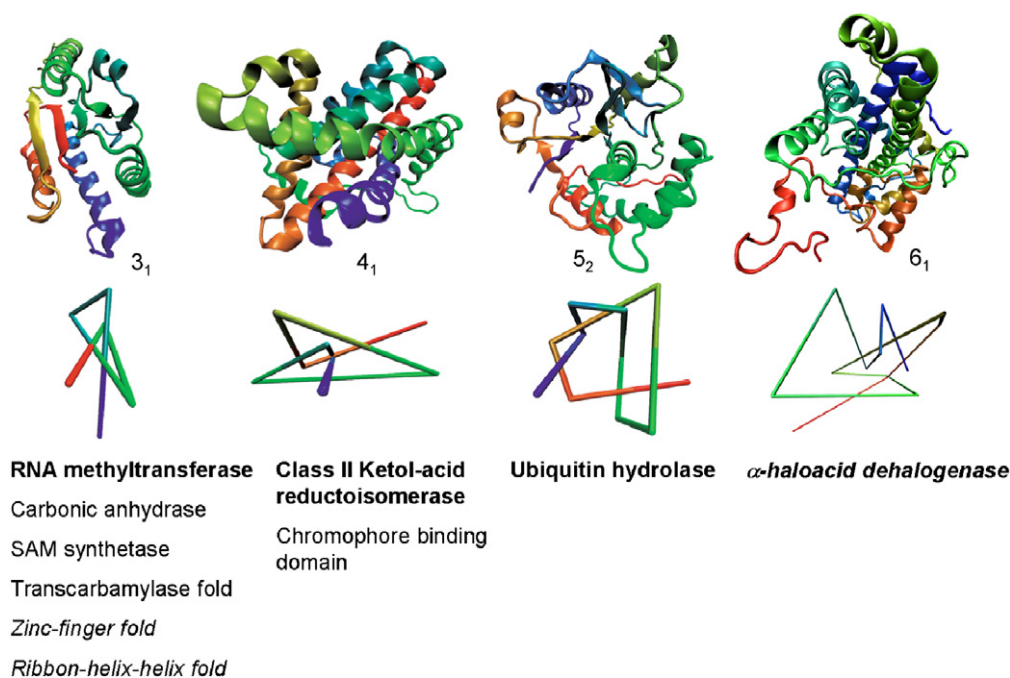 3₁
4₁
5₂
6₁
RNA methyltransferase
Carbonic anhydrase
SAM synthetase
Transcarbamylase fold
Zinc-finger fold
Ribbon-helix-helix fold
Class II Ketol-acid
reductoisomerase
Chromophore binding
domain
Ubiquitin hydrolase
α-haloacid dehalogenase